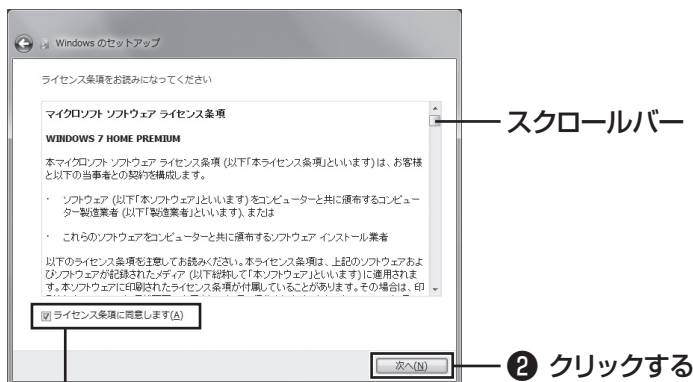 Windows のセットアップ
ライセンス条項をお読みになってください
マイクロソフト ソフトウェア ライセンス条項
WINDOWS 7 HOME PREMIUM
本マイクロソフト ソフトウェア ライセンス条項 (以下「本ライセンス条項」といいます) は、お客様
と以下の当事者との契約を構成します。
・ ソフトウェア (以下「本ソフトウェア」といいます) をコンピューターと共に頒布するコンピュー
ター製造業者 (以下「製造業者」といいます)、または
・ これらのソフトウェアをコンピューターと共に頒布するソフトウェア インストール業者
以下のライセンス条項を注意してお読みください。本ライセンス条項は、上記のソフトウェアおよ
びソフトウェアが記録されたメディア (以下総称して「本ソフトウェア」といいます) に適用されま
す。本ソフトウェアに印刷されたライセンス条項が付属していることがあります。その場合は、印
スクロールバー
ライセンス条項に同意します(A)
次へ(N)
❷ クリックする